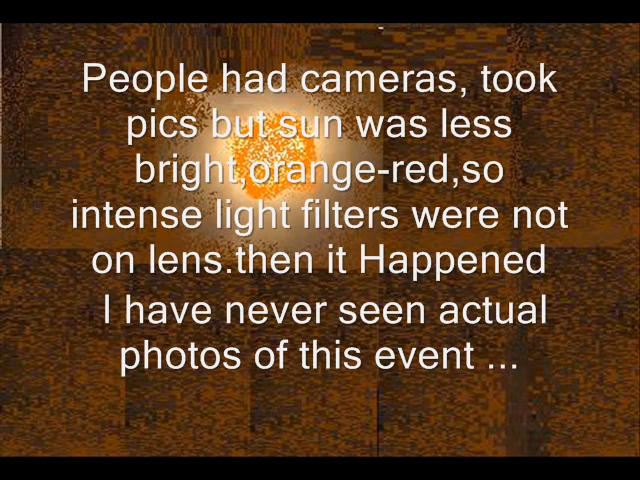 People had cameras, took
pics but sun was less
bright,orange-red,so
intense light filters were not
on lens.then it Happened
I have never seen actual
photos of this event ...